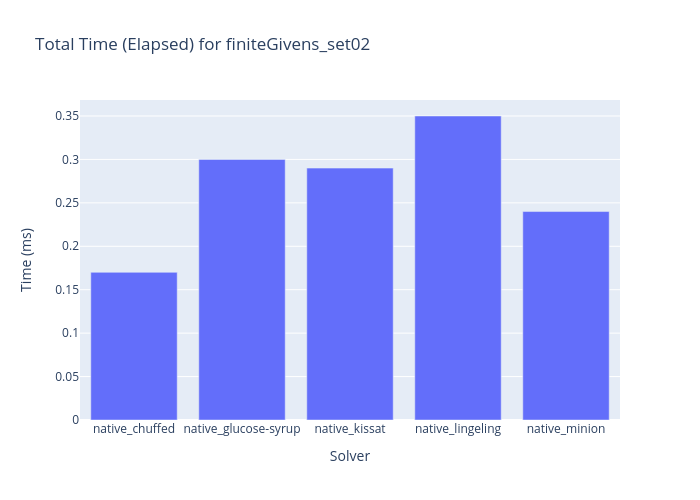 Total Time (Elapsed) for finiteGivens_set02
Time (ms)
0.35
0.3
0.25
0.2
0.15
0.1
0.05
0
native_chuffed native_glucose-syrup native_kissat native_lingeling native_minion
Solver